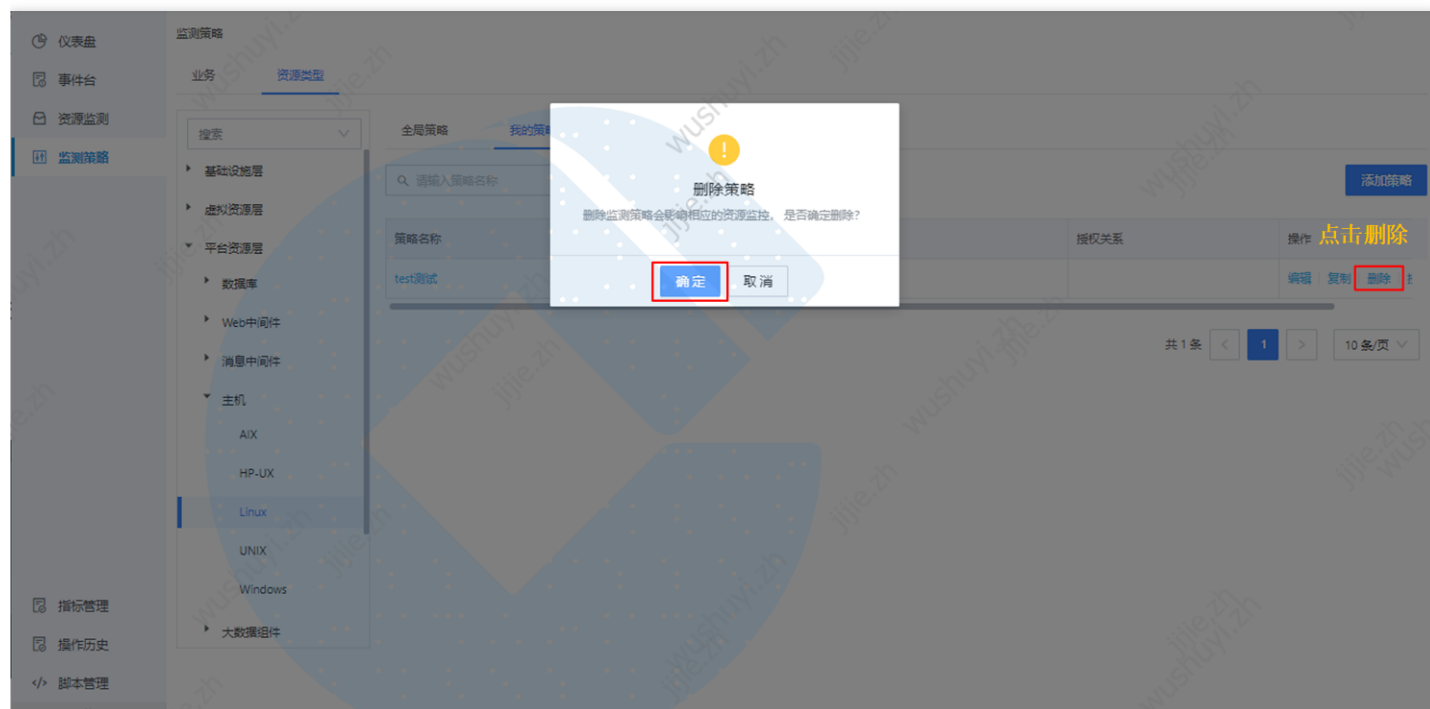 仪表盘
事件台
资源监测
监测策略
指标管理
操作历史
脚本管理
监测策略
业务 资源类型
搜索
基础设施层
虚拟资源层
平台资源层
数据库
Web中间件
消息中间件
主机
AIX
HP-UX
Linux
UNIX
Windows
大数据组件
全局策略 我的策
请输入策略名称 添加策略
策略名称 授权关系 操作 点击删除
test测试 编辑 复制 删除
共 1 条 < 1 > 10 条/页
删除策略
删除监测策略会影响相应的资源监控， 是否确定删除？
确定 取消
wushuyi.zh
jijie.zh